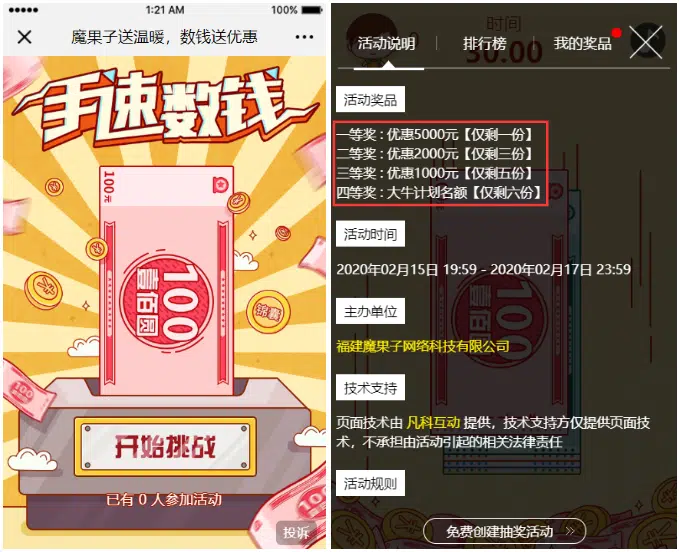 1:21 AM
100%
魔果子送温暖，数钱送优惠
手速数钱
100元
100
壹佰圆
锦囊
100
开始挑战
已有 0 人参加活动
投诉
时间
30.00
活动说明
排行榜
我的奖品
活动奖品
一等奖 : 优惠5000元【仅剩一份】
二等奖 : 优惠2000元【仅剩三份】
三等奖 : 优惠1000元【仅剩五份】
四等奖 : 大牛计划名额【仅剩六份】
活动时间
2020年02月15日 19:59 - 2020年02月17日 23:59
主办单位
福建魔果子网络科技有限公司
技术支持
页面技术由 凡科互动 提供，技术支持方仅提供页面技
术，不承担由活动引起的相关法律责任
活动规则
免费创建抽奖活动